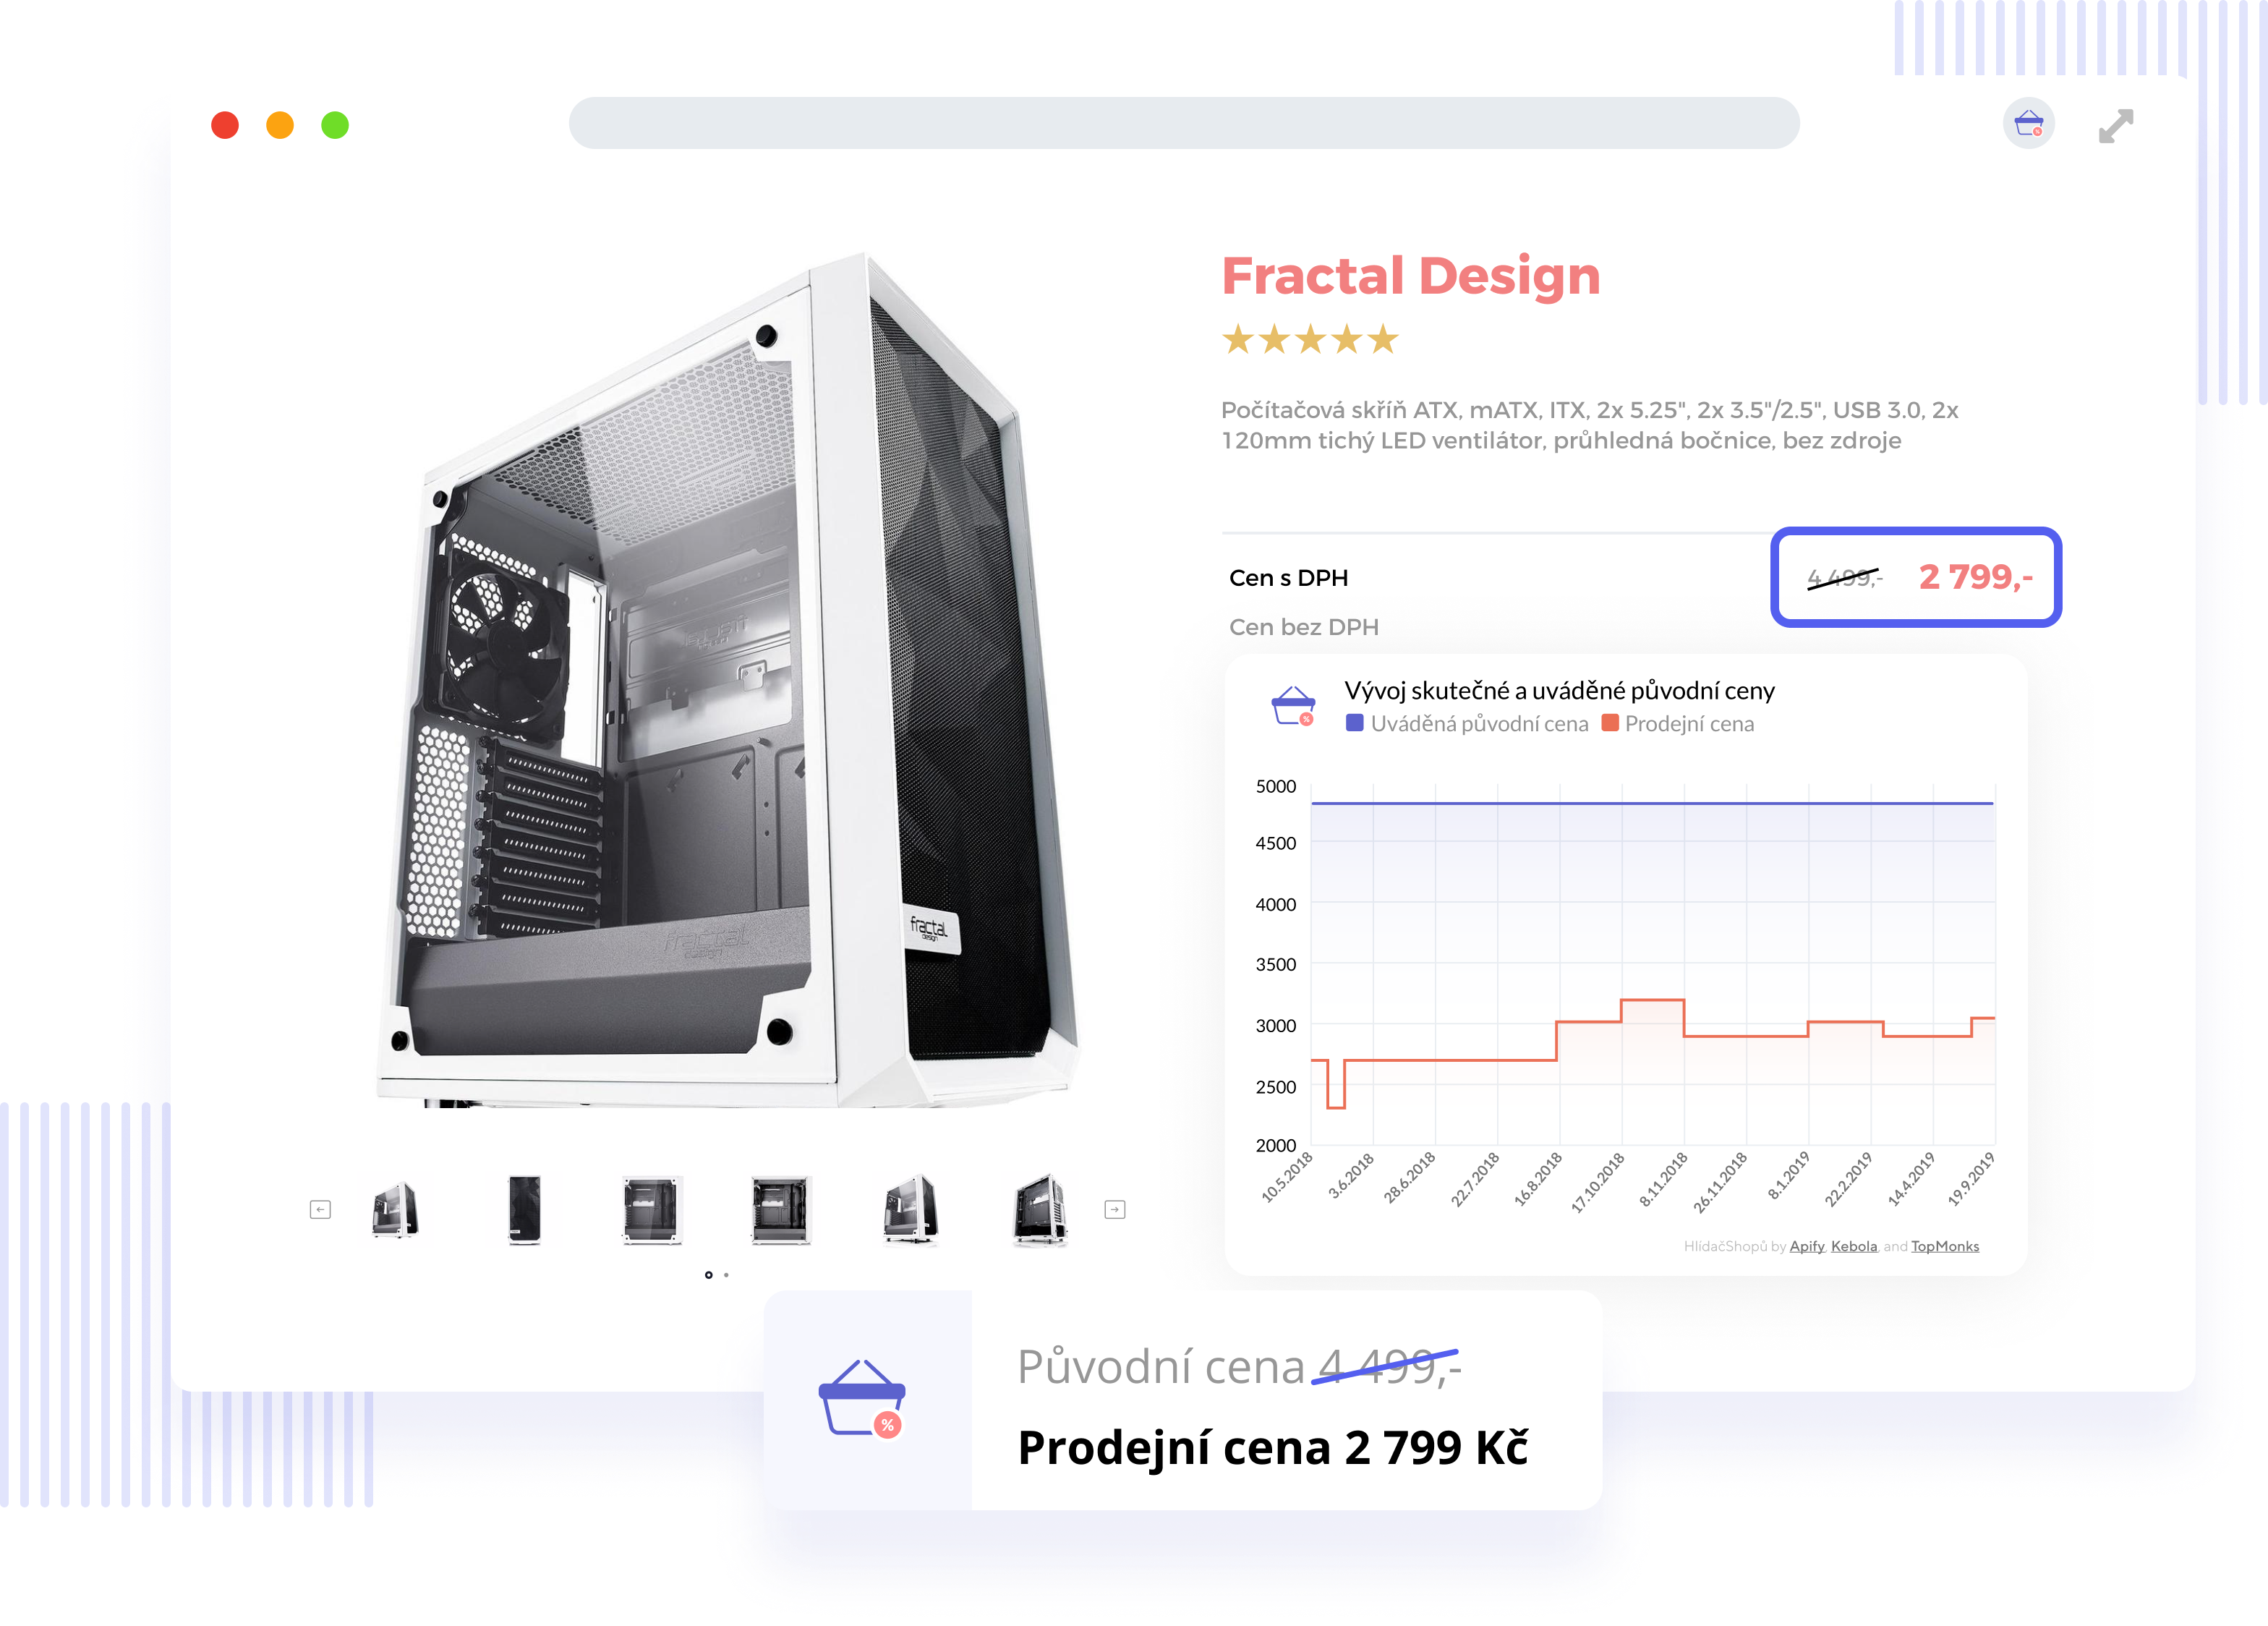 Fractal Design
Počítačová skříň ATX, mATX, ITX, 2x 5.25", 2x 3.5"/2.5", USB 3.0, 2x
120mm tichý LED ventilátor, průhledná bočnice, bez zdroje
Cen s DPH 4 499,- 2 799,-
Cen bez DPH
Vývoj skutečné a uváděné původní ceny
Uváděná původní cena Prodejní cena
5000
4500
4000
3500
3000
2500
2000
10.5.2018 3.6.2018 28.6.2018 22.7.2018 16.8.2018 17.10.2018 8.11.2018 26.11.2018 8.1.2019 22.2.2019 14.4.2019 19.9.2019
HlídačShopů by Apify, Kebola, and TopMonks
fractal
design
fractal
design
%
Původní cena 4 499,-
Prodejní cena 2 799 Kč